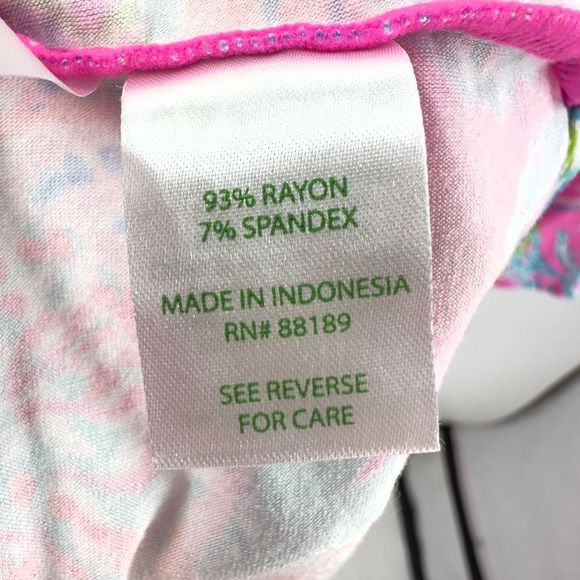 93% RAYON
7% SPANDEX
MADE IN INDONESIA
RN# 88189
SEE REVERSE
FOR CARE